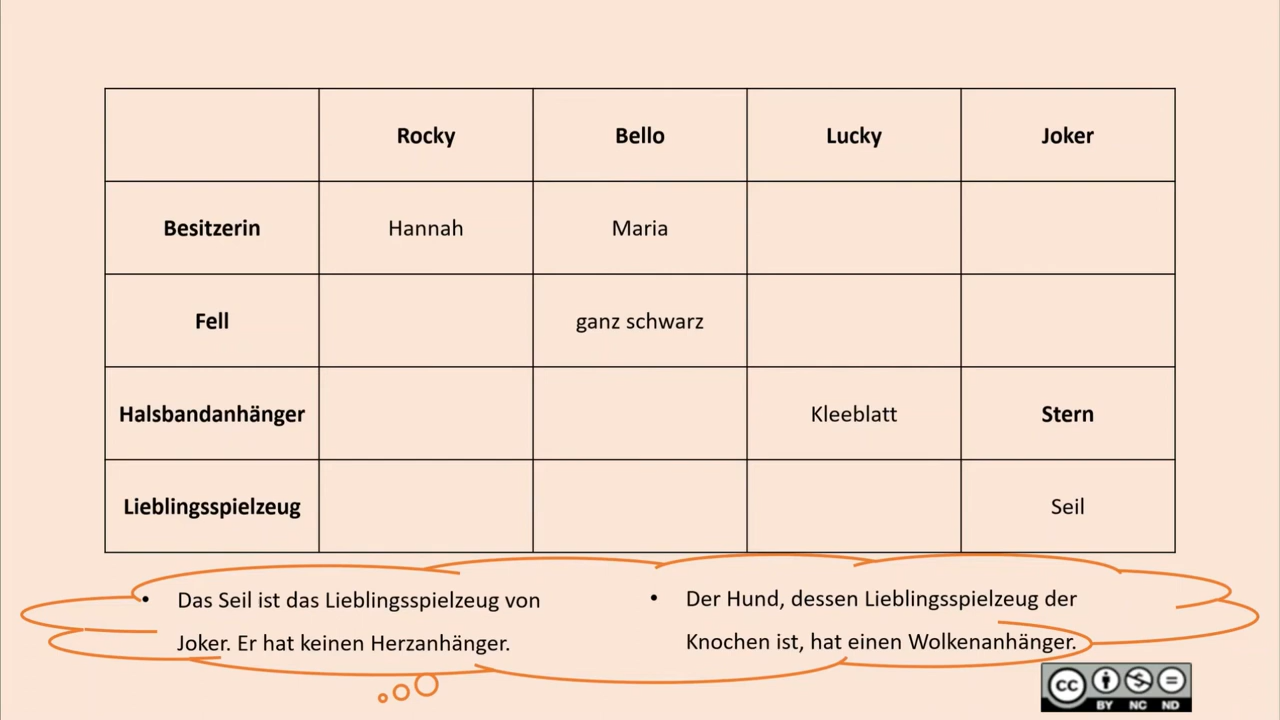 Rocky Bello Lucky Joker
Besitzerin Hannah Maria
Fell ganz schwarz
Halsbandanhänger Kleeblatt Stern
Lieblingsspielzeug Seil
• Das Seil ist das Lieblingsspielzeug von
Joker. Er hat keinen Herzanhänger.
• Der Hund, dessen Lieblingsspielzeug der
Knochen ist, hat einen Wolkenanhänger.
cc BY NC ND